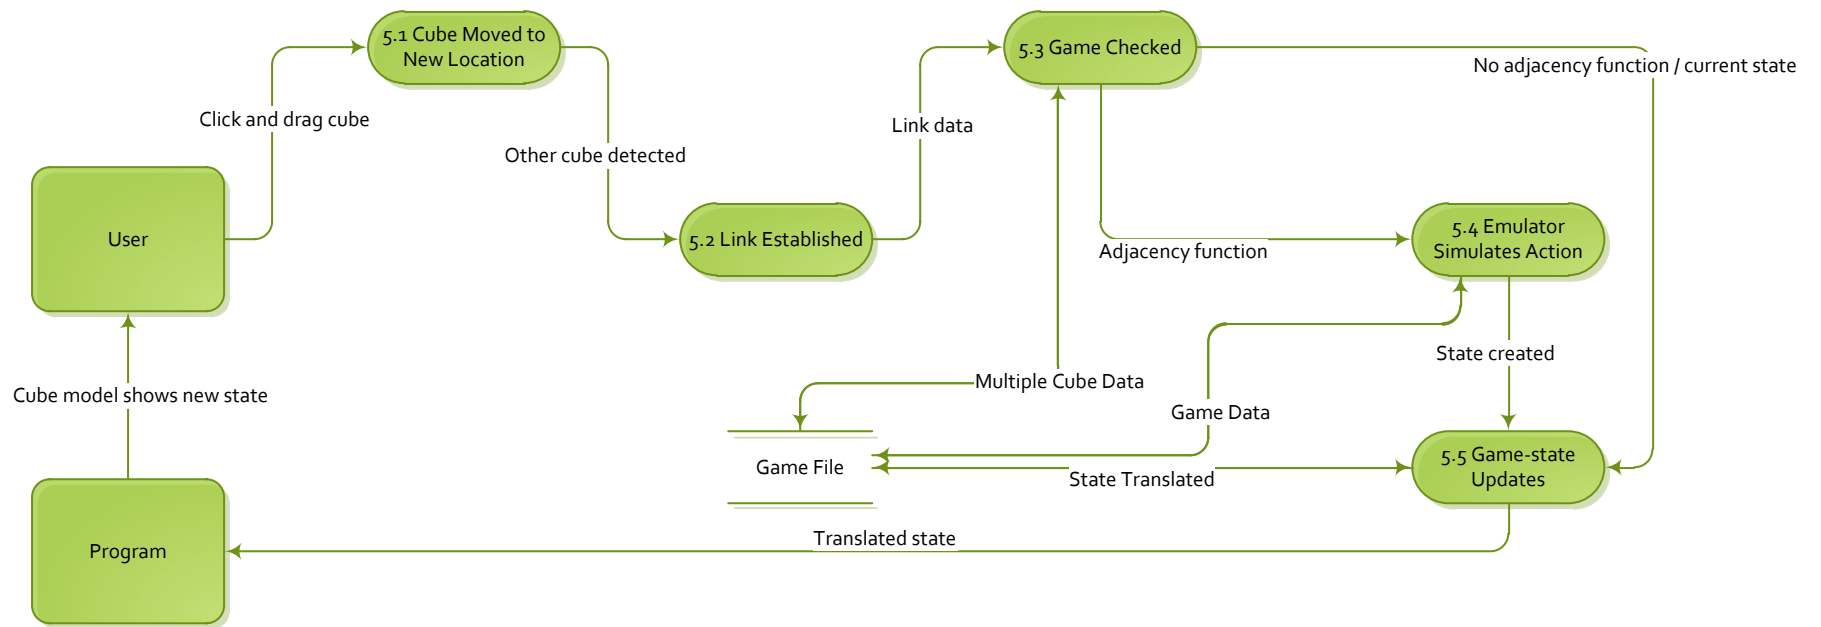 5.1 Cube Moved to
New Location
5.3 Game Checked
No adjacency function / current state
Click and drag cube
Link data
Other cube detected
User
5.2 Link Established
5.4 Emulator
Simulates Action
Adjacency function
State created
Multiple Cube Data
Cube model shows new state
Game Data
Game File
5.5 Game-state
Updates
State Translated
Translated state
Program